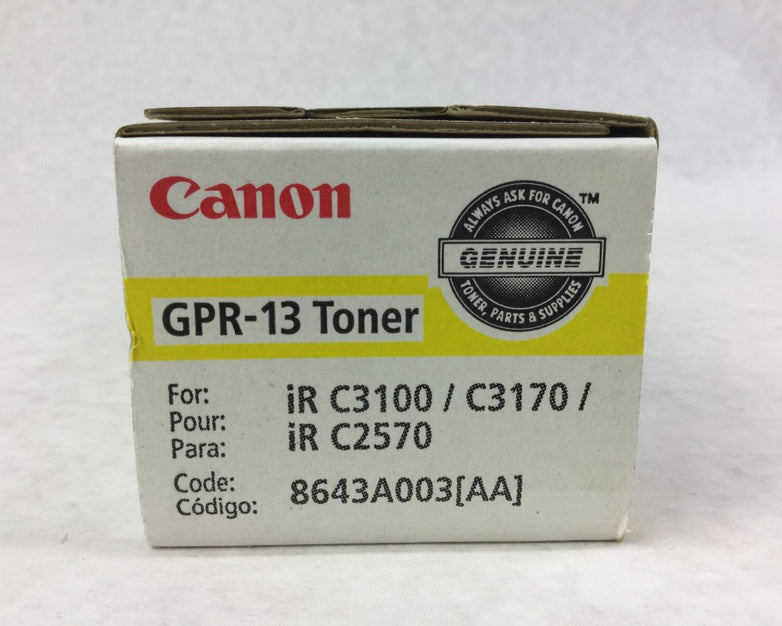 Canon
ALWAYS ASK FOR CANON
TM
GENUINE
TONER, PARTS & SUPPLIES
GPR-13 Toner
For:
Pour:
Para:
iR C3100 / C3170 /
iR C2570
Code:
Código:
8643A003[AA]